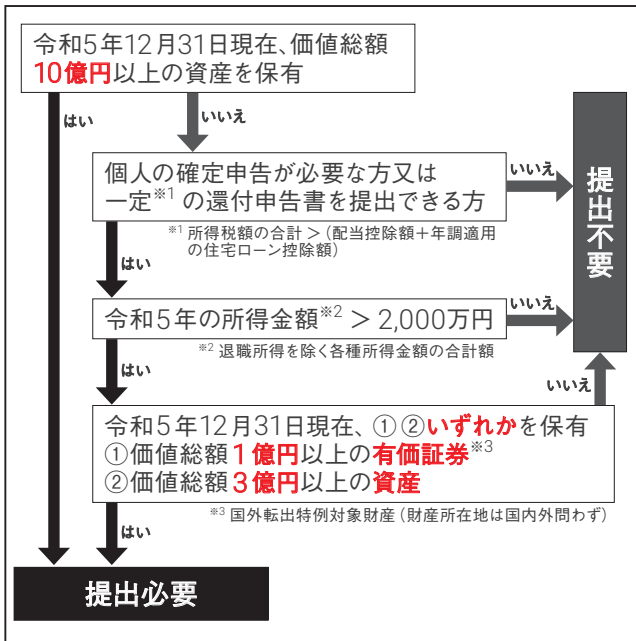 令和5年12月31日現在、価値総額
10億円以上の資産を保有
はい
いいえ
個人の確定申告が必要な方又は
一定※1 の還付申告書を提出できる方
いいえ
提出不要
※1 所得税額の合計 >(配当控除額+年調適用
の住宅ローン控除額)
はい
令和5年の所得金額※2 > 2,000万円
いいえ
※2 退職所得を除く各種所得金額の合計額
はい
いいえ
令和5年12月31日現在、①②いずれかを保有
①価値総額1億円以上の有価証券※3
②価値総額3億円以上の資産
※3 国外転出特例対象財産(財産所在地は国内外問わず)
はい
提出必要